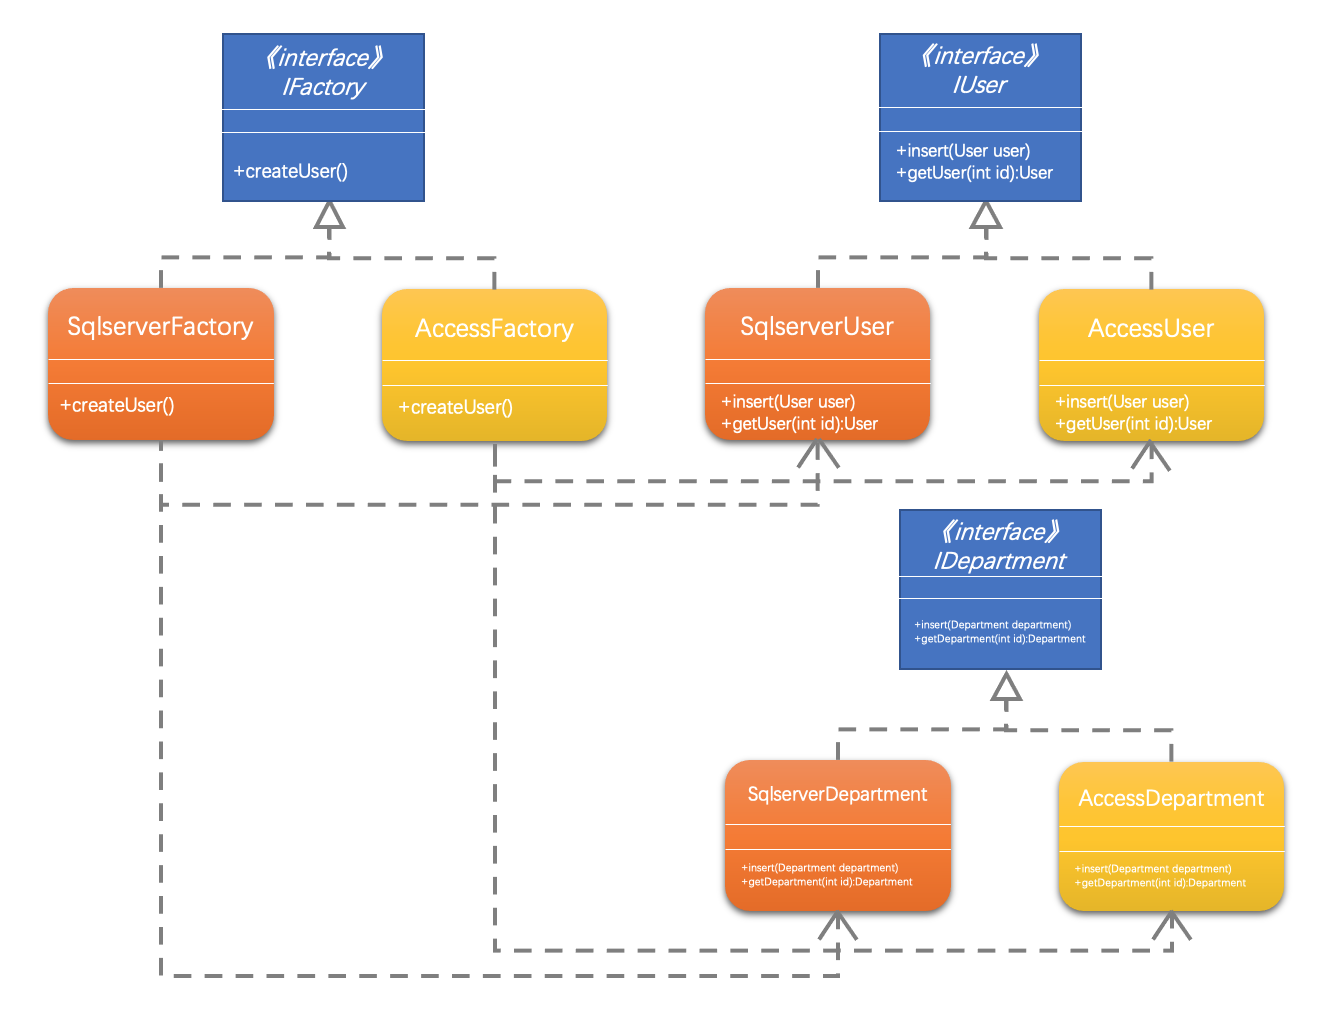 《interface》
IFactory
+createUser()
《interface》
IUser
+insert(User user)
+getUser(int id):User
SqlserverFactory
+createUser()
AccessFactory
+createUser()
SqlserverUser
+insert(User user)
+getUser(int id):User
AccessUser
+insert(User user)
+getUser(int id):User
《interface》
IDepartment
+insert(Department department)
+getDepartment(int id):Department
SqlserverDepartment
+insert(Department department)
+getDepartment(int id):Department
AccessDepartment
+insert(Department department)
+getDepartment(int id):Department